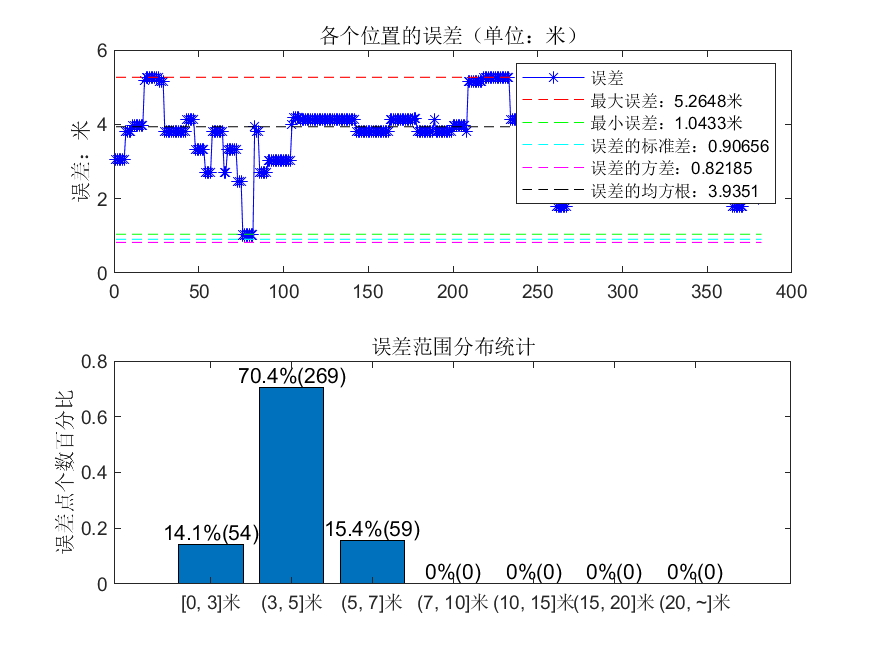 各个位置的误差（单位：米）
误差：米
6
4
2
0
误差
最大误差：5.2648米
最小误差：1.0433米
误差的标准差：0.90656
误差的方差：0.82185
误差的均方根：3.9351
0 50 100 150 200 250 300 350 400
误差范围分布统计
误差点个数百分比
0.8
0.6
0.4
0.2
0
14.1%(54) 70.4%(269) 15.4%(59) 0%(0) 0%(0) 0%(0) 0%(0)
[0, 3]米 (3, 5]米 (5, 7]米 (7, 10]米 (10, 15]米 (15, 20]米 (20, ~]米